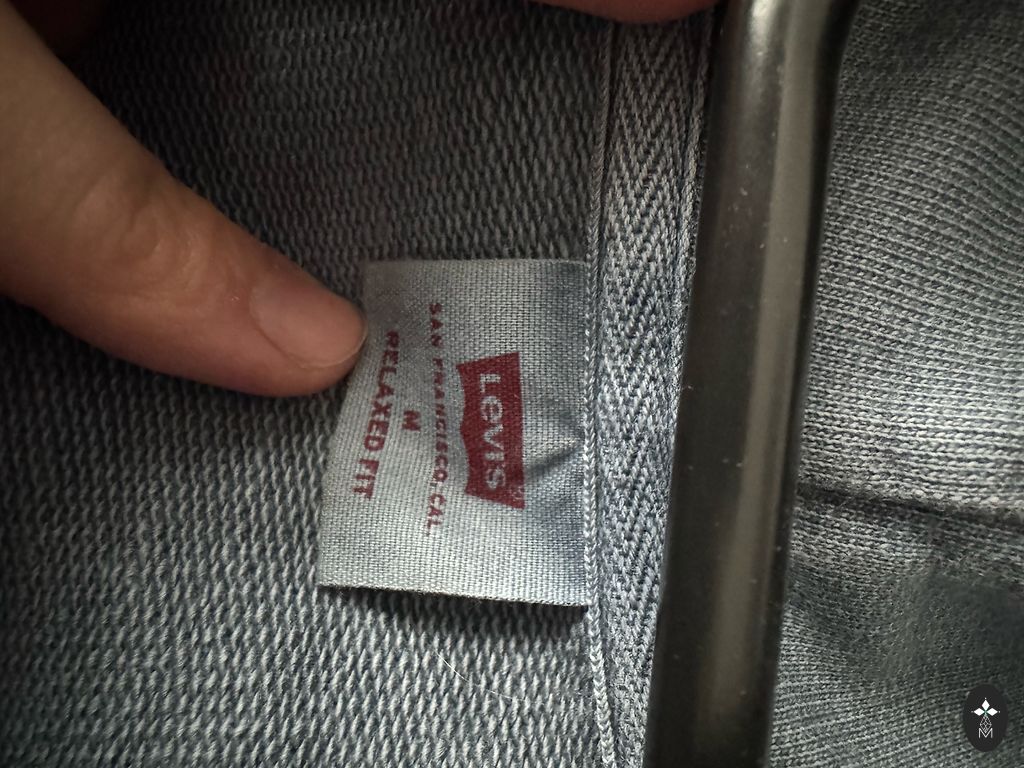 Levi's®
SAN FRANCISCO, CAL.
M
RELAXED FIT